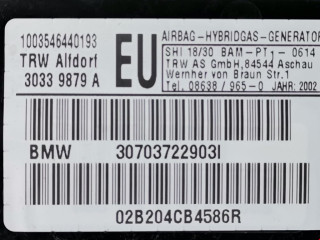 1003546440193
TRW Alfdorf
3033 9879 A
EU
AIRBAG-HYBRIDGAS-GENERATOR
SHI 18/30 BAM-PT1-0614
TRW AS GmbH,84544 Aschau
Wernher von Braun Str.1
Tel. 08638 / 965-0 JAHR: 2002
BMW 30703722903I
02B204CB4586R